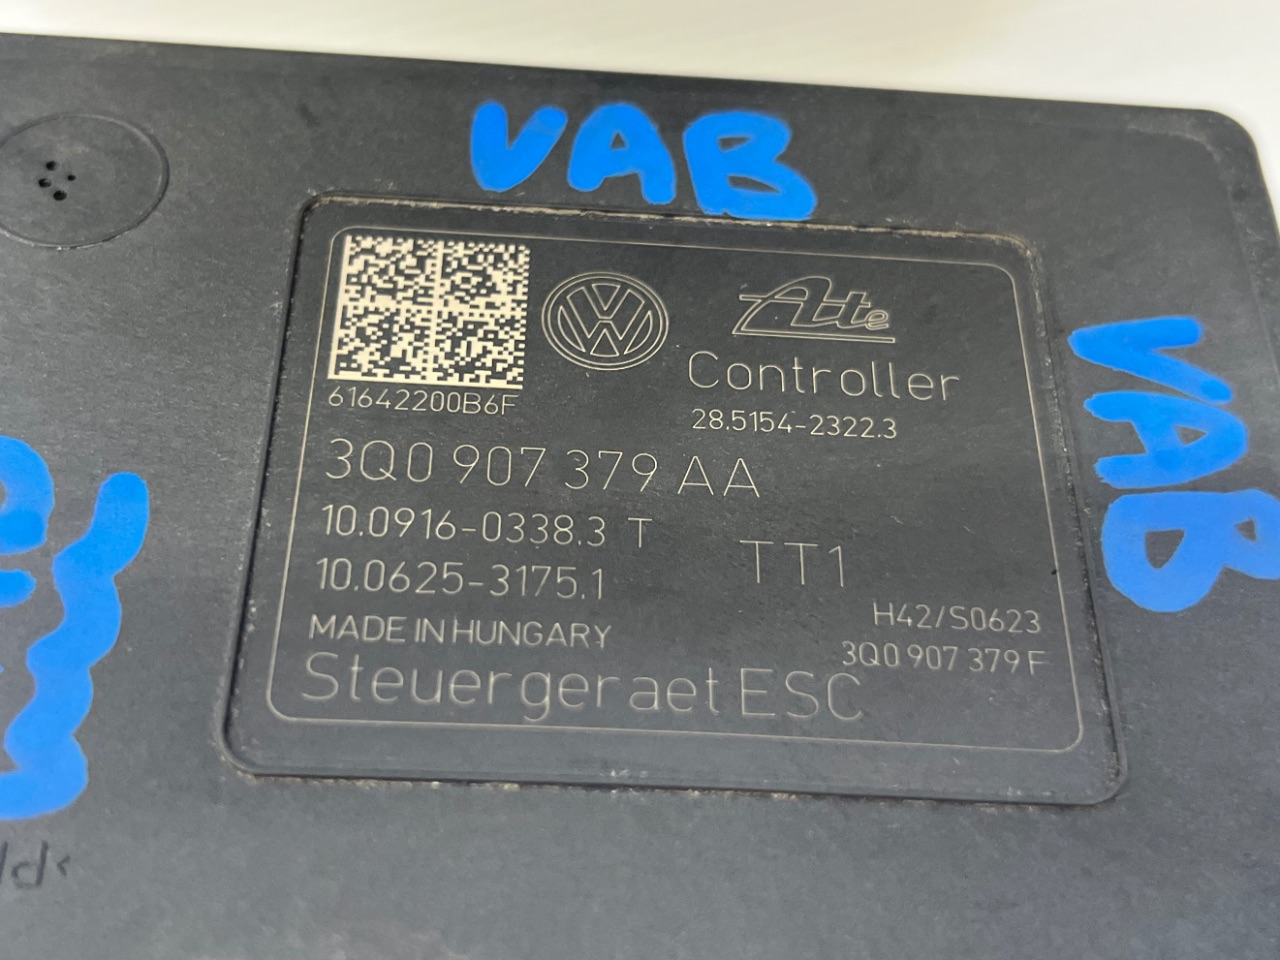 VAB
Ate
Controller
61642200B6F
28.5154-2322.3
3Q0 907 379 AA
10.0916-0338.3 T
TT1
10.0625-3175.1
H42/S0623
MADE IN HUNGARY
3Q0 907 379 F
Steuergeraet ESC
VAB